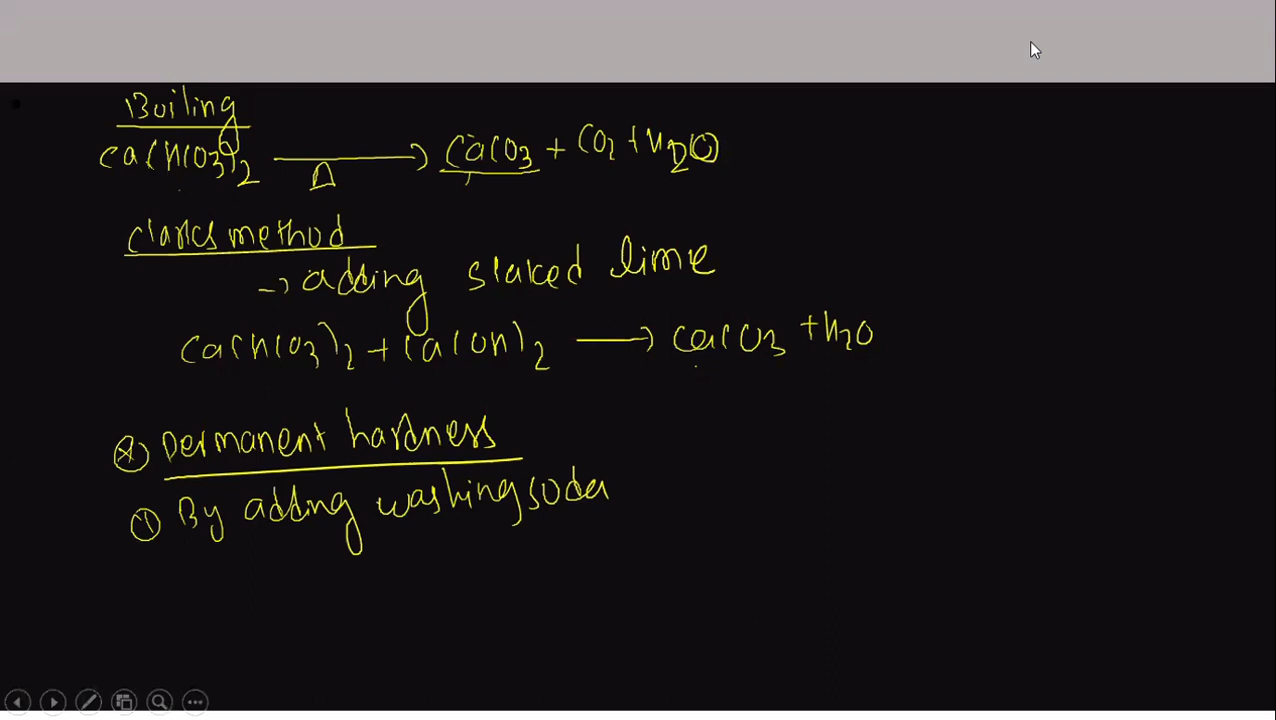 Boiling
Ca(HCO3)2 ⟶ Δ CaCO3 + CO2 + H2O
Clarks method
→ adding slaked lime
Ca(HCO3)2 + Ca(OH)2 ⟶ CaCO3 + H2O
* Permanent hardness
① By adding washing soda